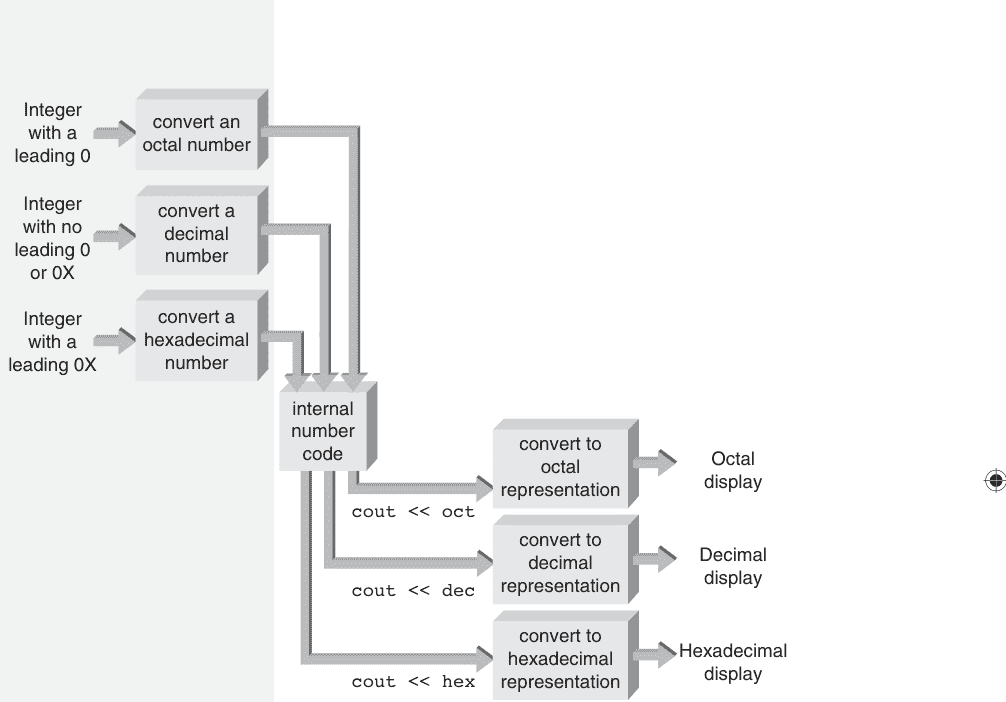 Integer
with a
leading 0
convert an
octal number
Integer
with no
leading 0
or 0X
convert a
decimal
number
Integer
with a
leading 0X
convert a
hexadecimal
number
internal
number
code
cout << oct
convert to
octal
representation
Octal
display
cout << dec
convert to
decimal
representation
Decimal
display
cout << hex
convert to
hexadecimal
representation
Hexadecimal
display